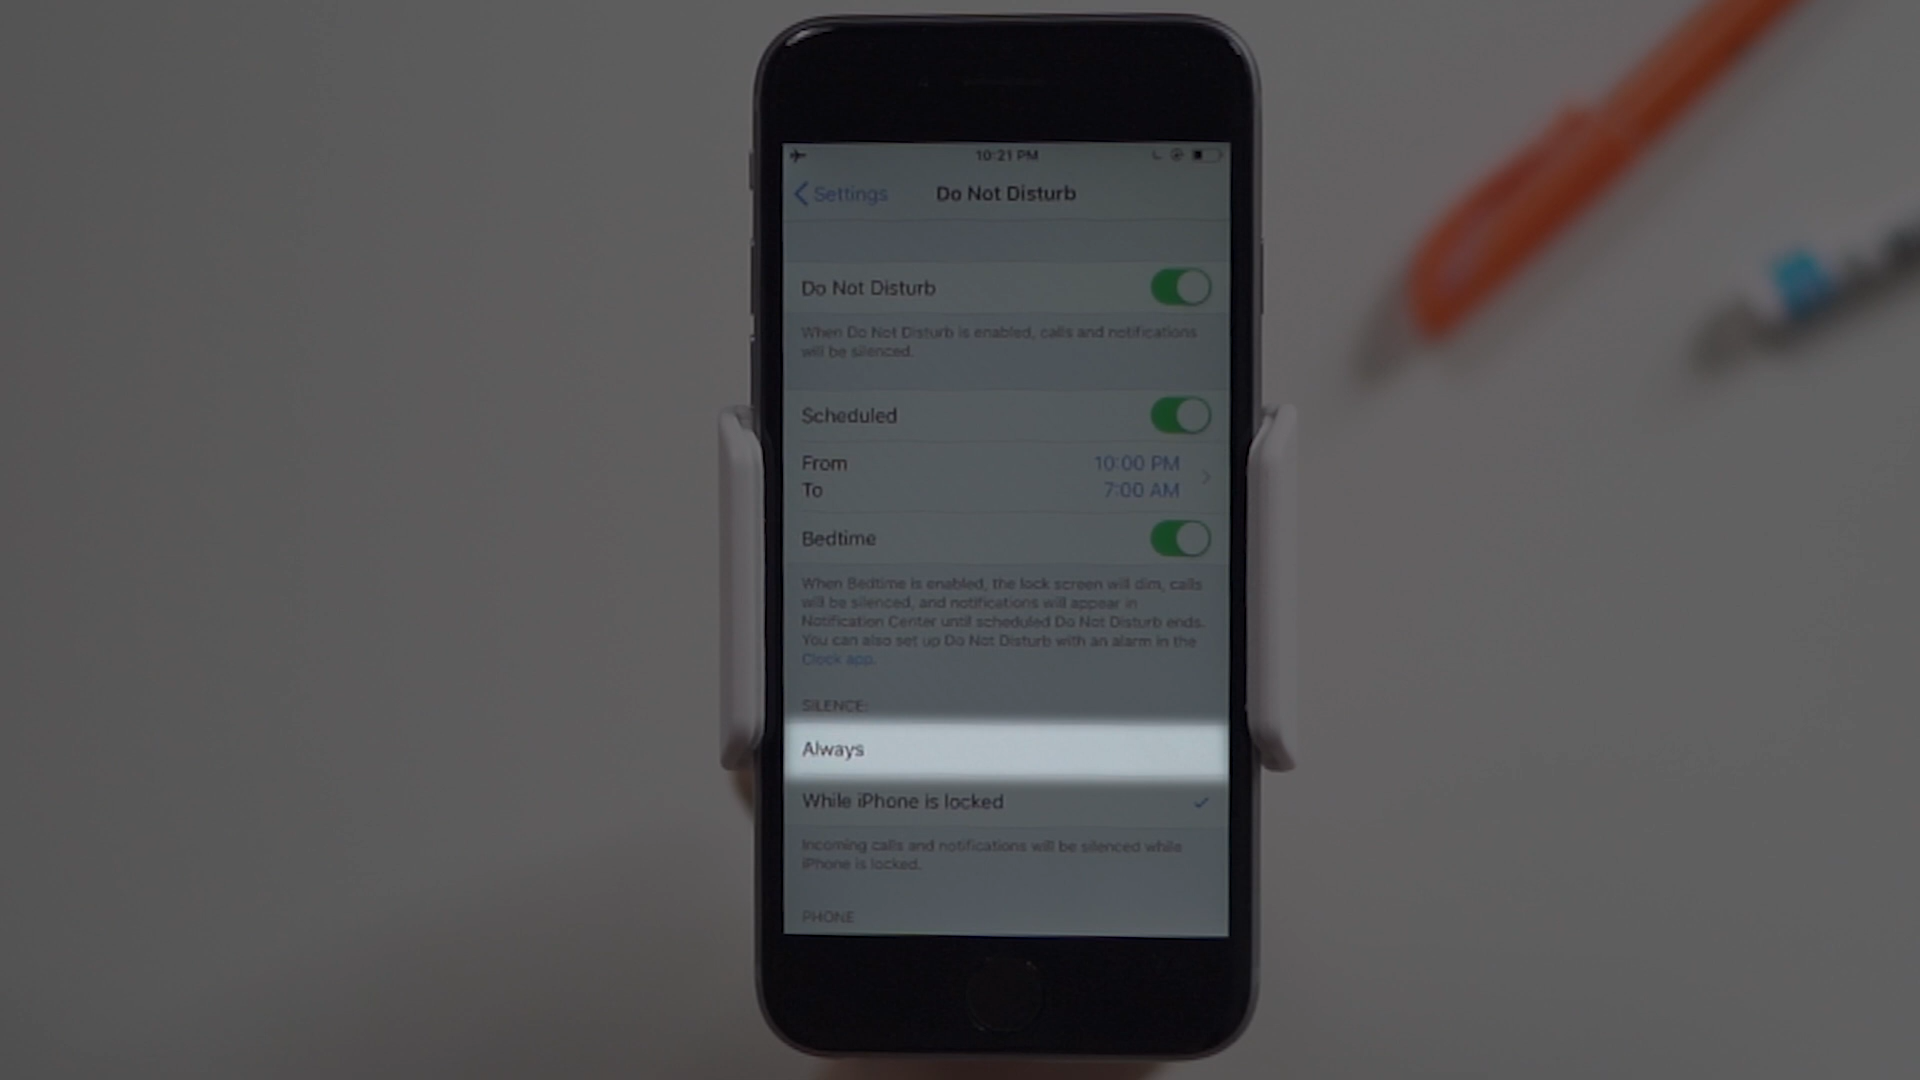 10:21 PM
Settings
Do Not Disturb
Do Not Disturb
When Do Not Disturb is enabled, calls and notifications
will be silenced.
Scheduled
From
10:00 PM
To
7:00 AM
Bedtime
When Bedtime is enabled, the lock screen will dim, calls
will be silenced, and notifications will appear in
Notification Center until scheduled Do Not Disturb ends.
You can also set up Do Not Disturb with an alarm in the
Clock app.
SILENCE:
Always
While iPhone is locked
Incoming calls and notifications will be silenced while
iPhone is locked.
PHONE